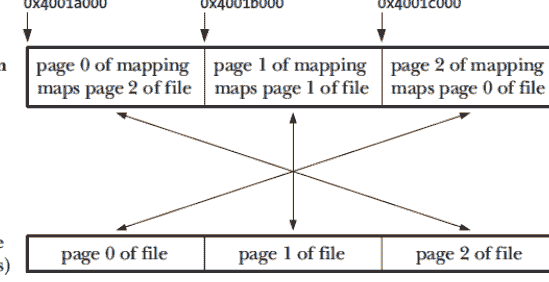 0x4001a000 0x4001b000 0x4001c000
page 0 of mapping page 1 of mapping page 2 of mapping
maps page 2 of file maps page 1 of file maps page 0 of file
page 0 of file page 1 of file page 2 of file
s)